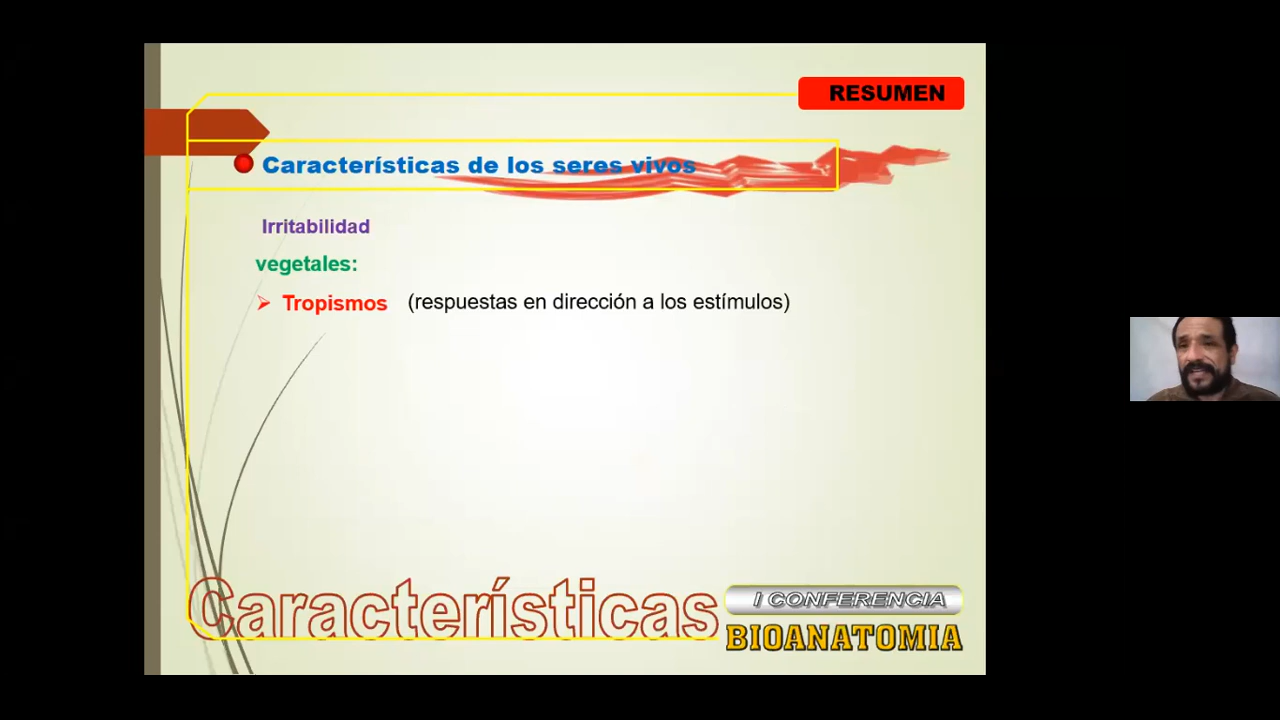 RESUMEN
Características de los seres vivos
Irritabilidad
vegetales:
Tropismos (respuestas en dirección a los estímulos)
Características
I CONFERENCIA
BIOANATOMIA